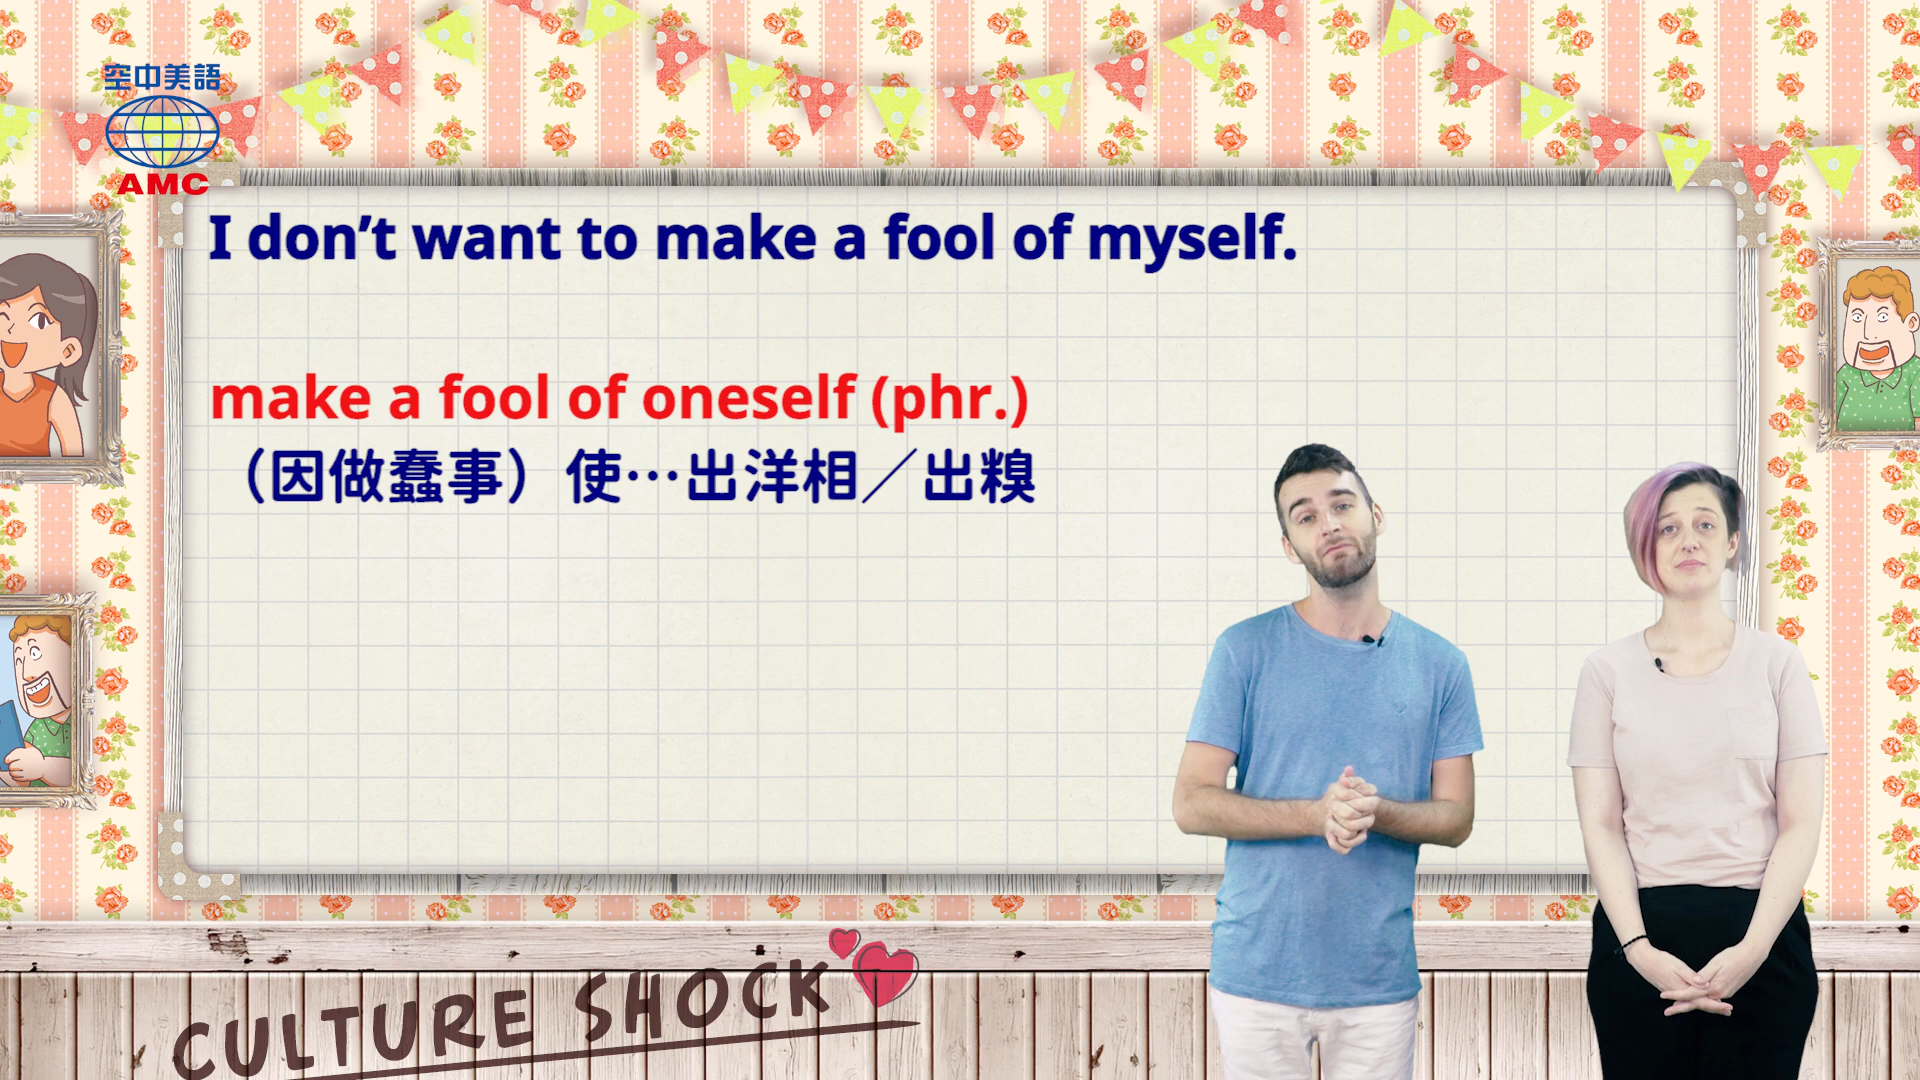 空中美語
AMC
I don’t want to make a fool of myself.
make a fool of oneself (phr.)
（因做蠢事）使…出洋相／出糗
CULTURE SHOCK